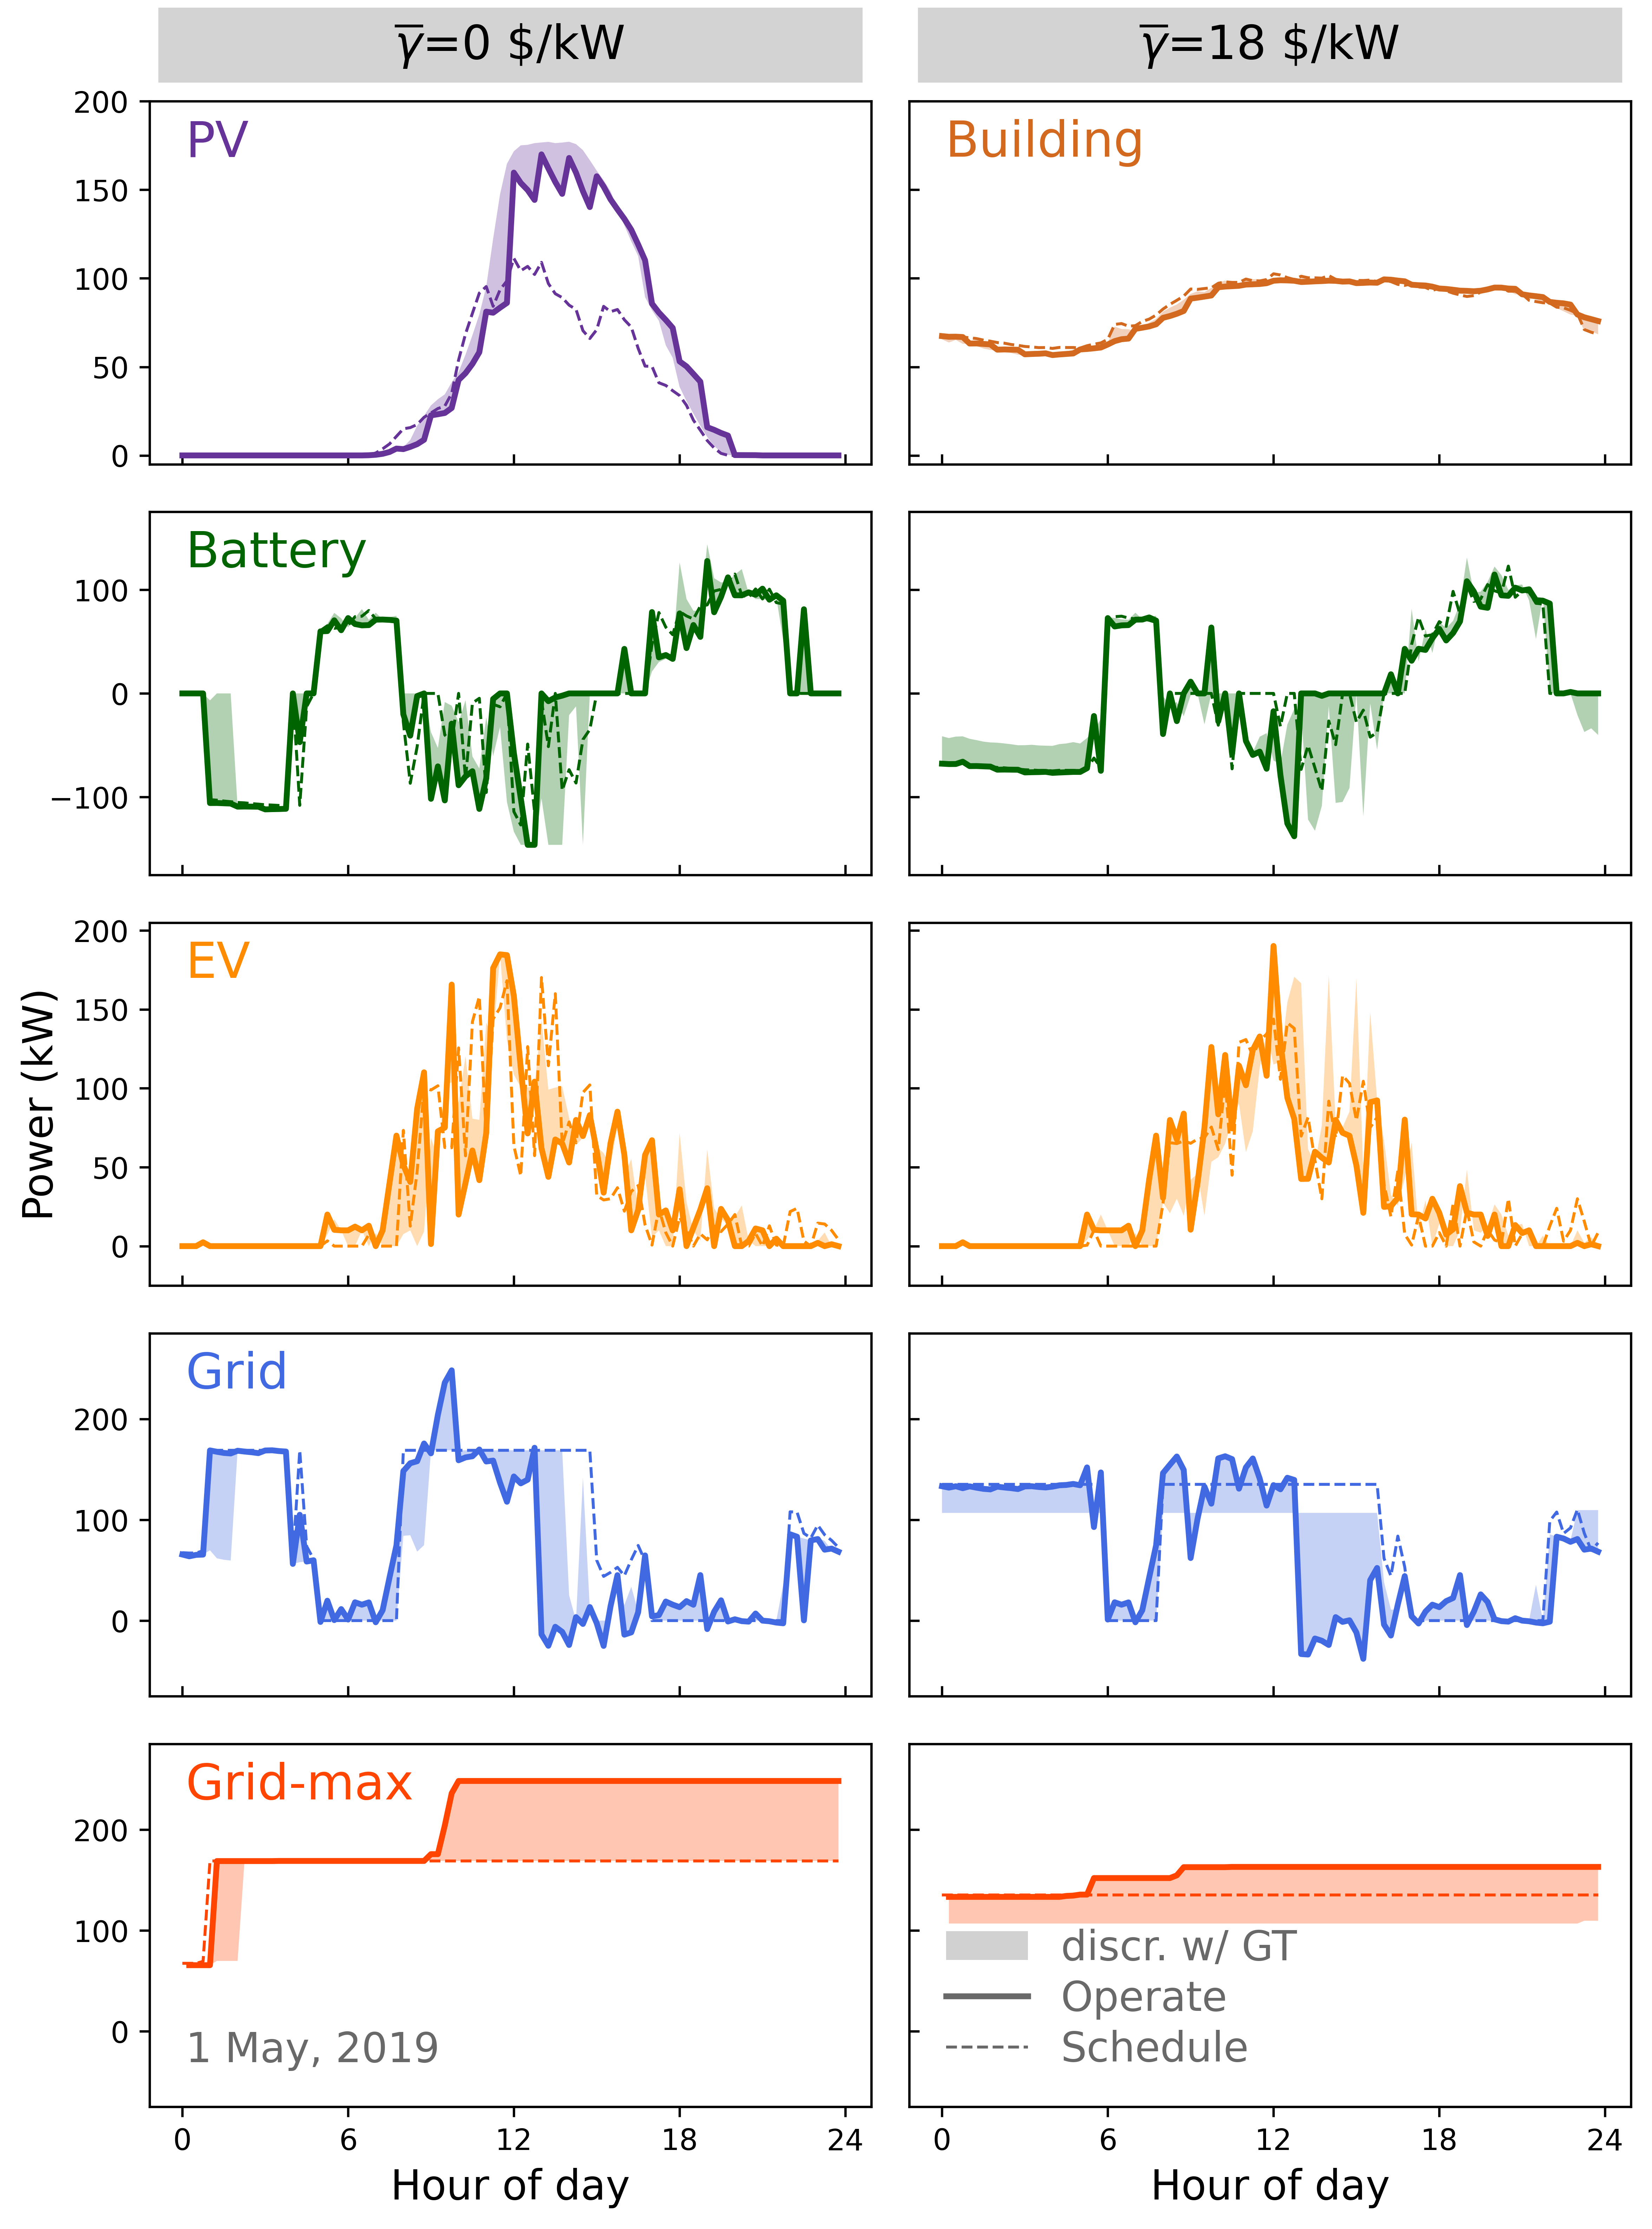 γ̅=0 $/kW
γ̅=18 $/kW
200
150
100
50
0
PV
Building
100
0
−100
Battery
200
150
100
50
0
EV
Power (kW)
200
100
0
Grid
200
100
0
Grid-max
1 May, 2019
discr. w/ GT
Operate
Schedule
0 6 12 18 24
0 6 12 18 24
Hour of day
Hour of day